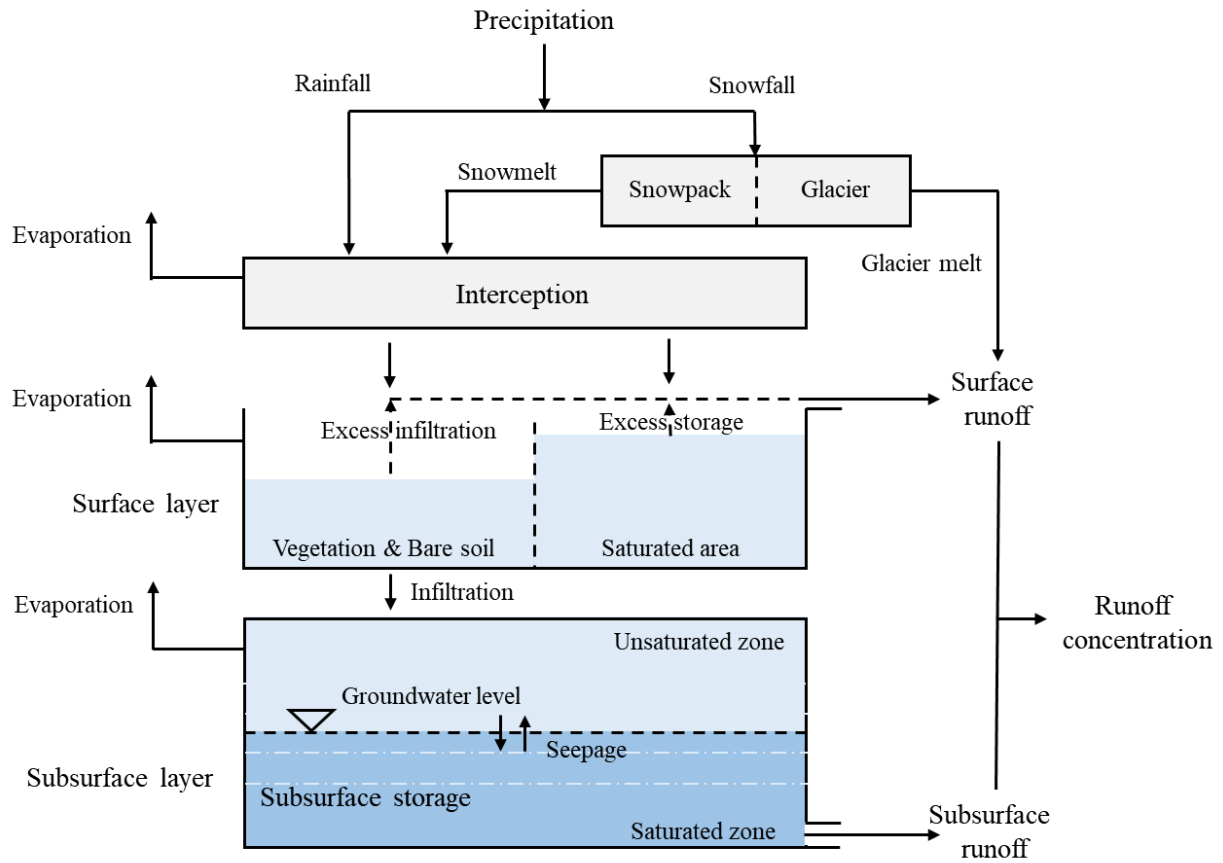 Precipitation
Rainfall
Snowfall
Snowmelt
Snowpack
Glacier
Evaporation
Glacier melt
Interception
Evaporation
Surface
runoff
Excess infiltration
Excess storage
Surface layer
Vegetation & Bare soil
Saturated area
Evaporation
Infiltration
Runoff
concentration
Unsaturated zone
Groundwater level
Seepage
Subsurface layer
Subsurface storage
Saturated zone
Subsurface
runoff